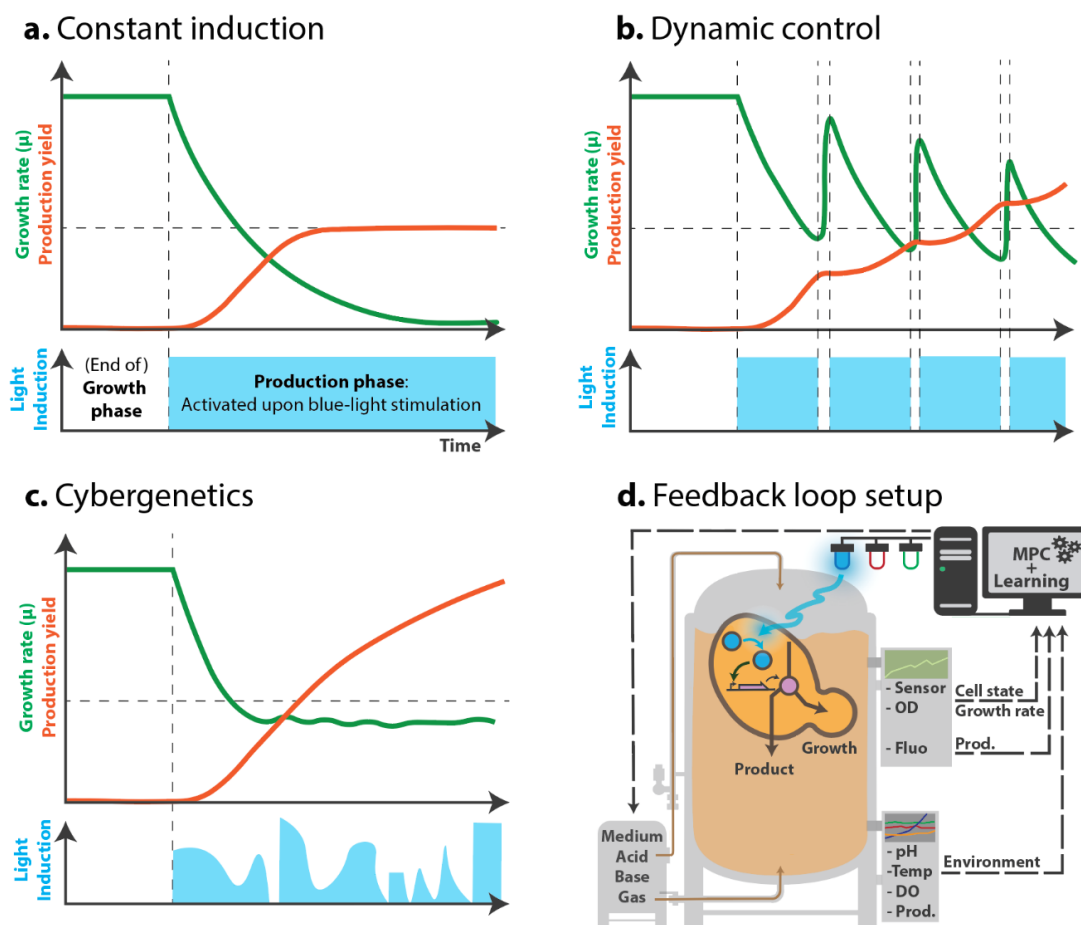 a. Constant induction
Growth rate (μ)
Production yield
Light
Induction
(End of)
Growth
phase
Production phase:
Activated upon blue-light stimulation
Time
b. Dynamic control
Growth rate (μ)
Production yield
Light
Induction
c. Cybergenetics
Growth rate (μ)
Production yield
Light
Induction
d. Feedback loop setup
MPC
+
Learning
- Sensor
- OD
- Fluo
Cell state
Growth rate
Prod.
Growth
Product
Medium
Acid
Base
Gas
- pH
-Temp
- DO
- Prod.
Environment